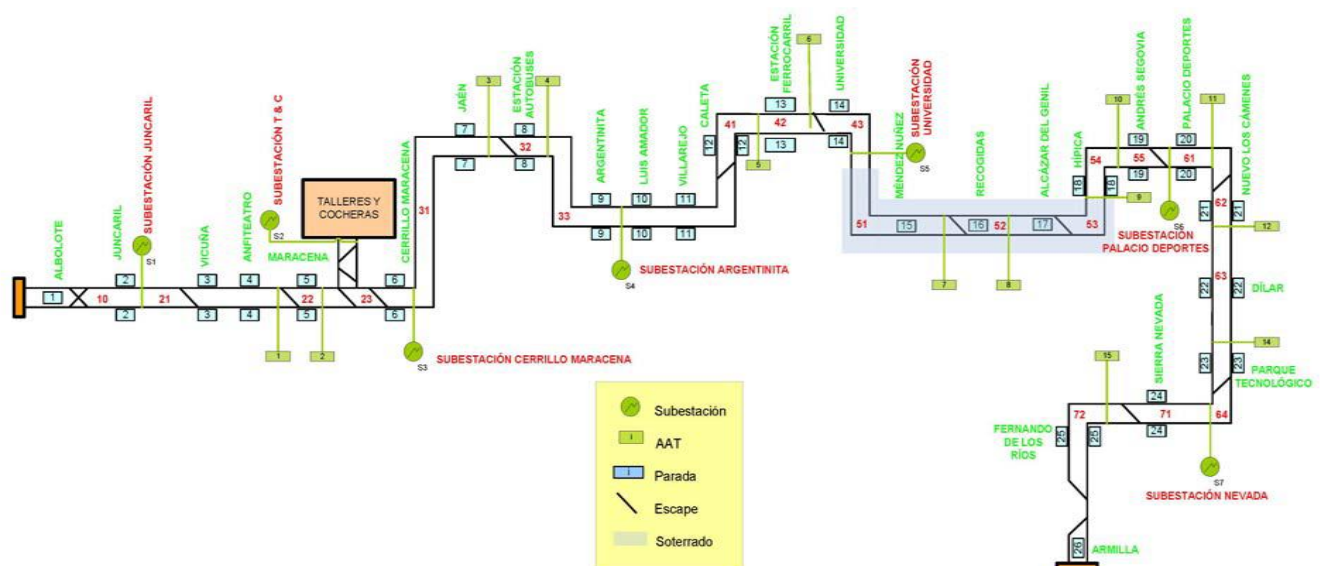 ALBOLOTE
JUNCARIL
SUBESTACIÓN JUNCARIL
VICUÑA
ANFITEATRO
SUBESTACIÓN T & C
MARACENA
TALLERES Y
COCHERAS
CERRILLO MARACENA
SUBESTACIÓN CERRILLO MARACENA
JAÉN
ESTACIÓN
AUTOBUSES
ARGENTINITA
LUIS AMADOR
VILLAREJO
SUBESTACIÓN ARGENTINITA
CALETA
ESTACIÓN
FERROCARRIL
UNIVERSIDAD
SUBESTACIÓN
UNIVERSIDAD
MÉNDEZ NUÑEZ
RECOGIDAS
ALCÁZAR DEL GENIL
HÍPICA
ANDRÉS SEGOVIA
PALACIO DEPORTES
SUBESTACIÓN
PALACIO DEPORTES
NUEVO LOS CÁMENES
DÍLAR
PARQUE
TECNOLÓGICO
SIERRA NEVADA
SUBESTACIÓN NEVADA
FERNANDO
DE LOS
RÍOS
ARMILLA
1
10
2
2
S1
21
3
3
4
4
S2
1
22
5
5
2
23
6
6
S3
31
7
7
3
32
8
8
4
33
9
9
S4
10
10
11
11
12
12
41
5
42
13
13
6
14
14
43
S5
51
15
7
16
52
8
17
53
18
18
9
54
10
19
19
55
S6
20
20
61
11
62
21
21
12
63
22
22
14
23
23
64
S7
71
24
24
15
72
25
25
26
Subestación
AAT
Parada
Escape
Soterrado